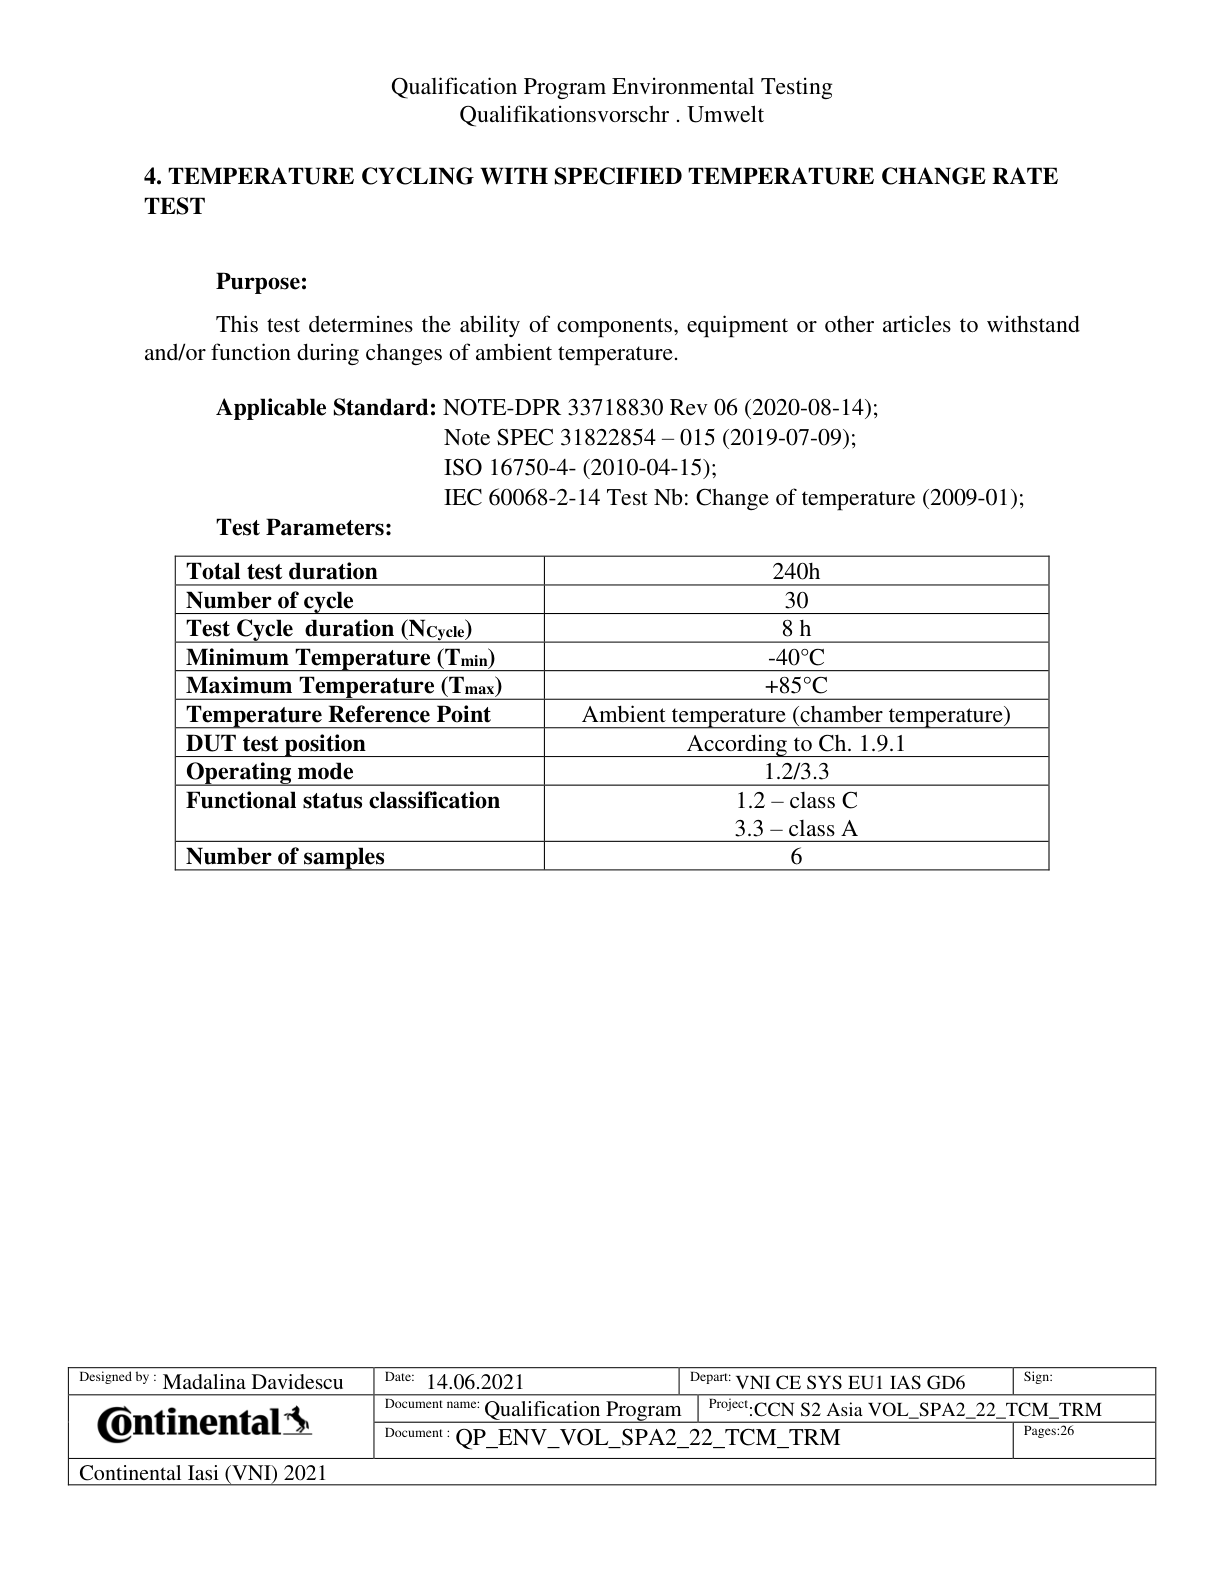 Qualification Program Environmental Testing
Qualifikationsvorschr . Umwelt
4. TEMPERATURE CYCLING WITH SPECIFIED TEMPERATURE CHANGE RATE
TEST
Purpose:
This test determines the ability of components, equipment or other articles to withstand
and/or function during changes of ambient temperature.
Applicable Standard: NOTE-DPR 33718830 Rev 06 (2020-08-14);
Note SPEC 31822854 – 015 (2019-07-09);
ISO 16750-4- (2010-04-15);
IEC 60068-2-14 Test Nb: Change of temperature (2009-01);
Test Parameters:
Total test duration 240h
Number of cycle 30
Test Cycle duration (NCycle) 8 h
Minimum Temperature (Tmin) -40°C
Maximum Temperature (Tmax) +85°C
Temperature Reference Point Ambient temperature (chamber temperature)
DUT test position According to Ch. 1.9.1
Operating mode 1.2/3.3
Functional status classification 1.2 – class C
3.3 – class A
Number of samples 6
Designed by : Madalina Davidescu Date: 14.06.2021 Depart: VNI CE SYS EU1 IAS GD6 Sign:
Continental
Document name: Qualification Program Project:CCN S2 Asia VOL_SPA2_22_TCM_TRM
Document : QP_ENV_VOL_SPA2_22_TCM_TRM Pages:26
Continental Iasi (VNI) 2021